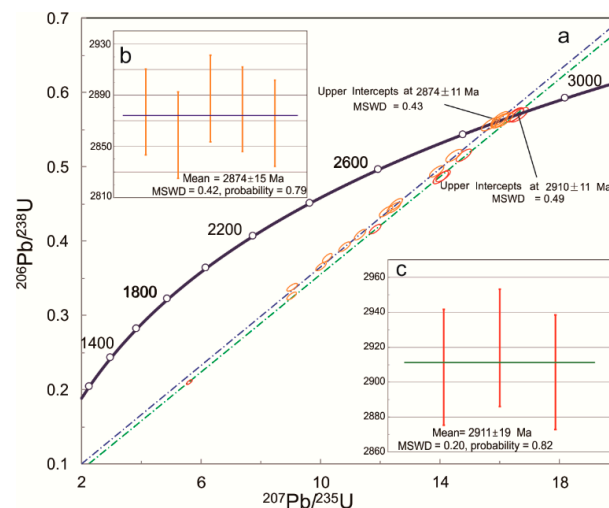 0.7
0.6
0.5
0.4
0.3
0.2
0.1
206Pb/238U
2
6
10
14
18
207Pb/235U
a
1400
1800
2200
2600
3000
Upper Intercepts at 2874±11 Ma
MSWD = 0.43
Upper Intercepts at 2910±11 Ma
MSWD = 0.49
b
2930
2890
2850
2810
Mean = 2874±15 Ma
MSWD = 0.42, probability = 0.79
c
2960
2940
2920
2900
2880
2860
Mean= 2911±19 Ma
MSWD = 0.20, probability = 0.82